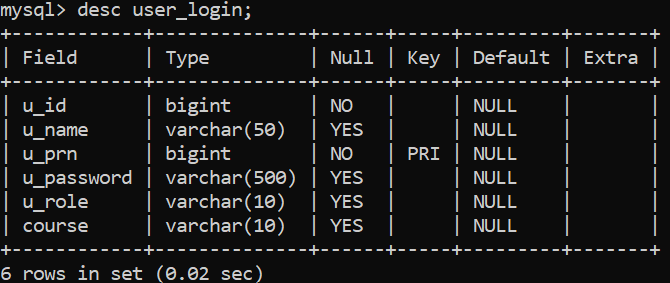 mysql> desc user_login;
+------------+--------------+------+-----+---------+-------+
| Field      | Type         | Null | Key | Default | Extra |
+------------+--------------+------+-----+---------+-------+
| u_id       | bigint       | NO   |     | NULL    |       |
| u_name     | varchar(50)  | YES  |     | NULL    |       |
| u_prn      | bigint       | NO   | PRI | NULL    |       |
| u_password | varchar(500) | YES  |     | NULL    |       |
| u_role     | varchar(10)  | YES  |     | NULL    |       |
| course     | varchar(10)  | YES  |     | NULL    |       |
+------------+--------------+------+-----+---------+-------+
6 rows in set (0.02 sec)